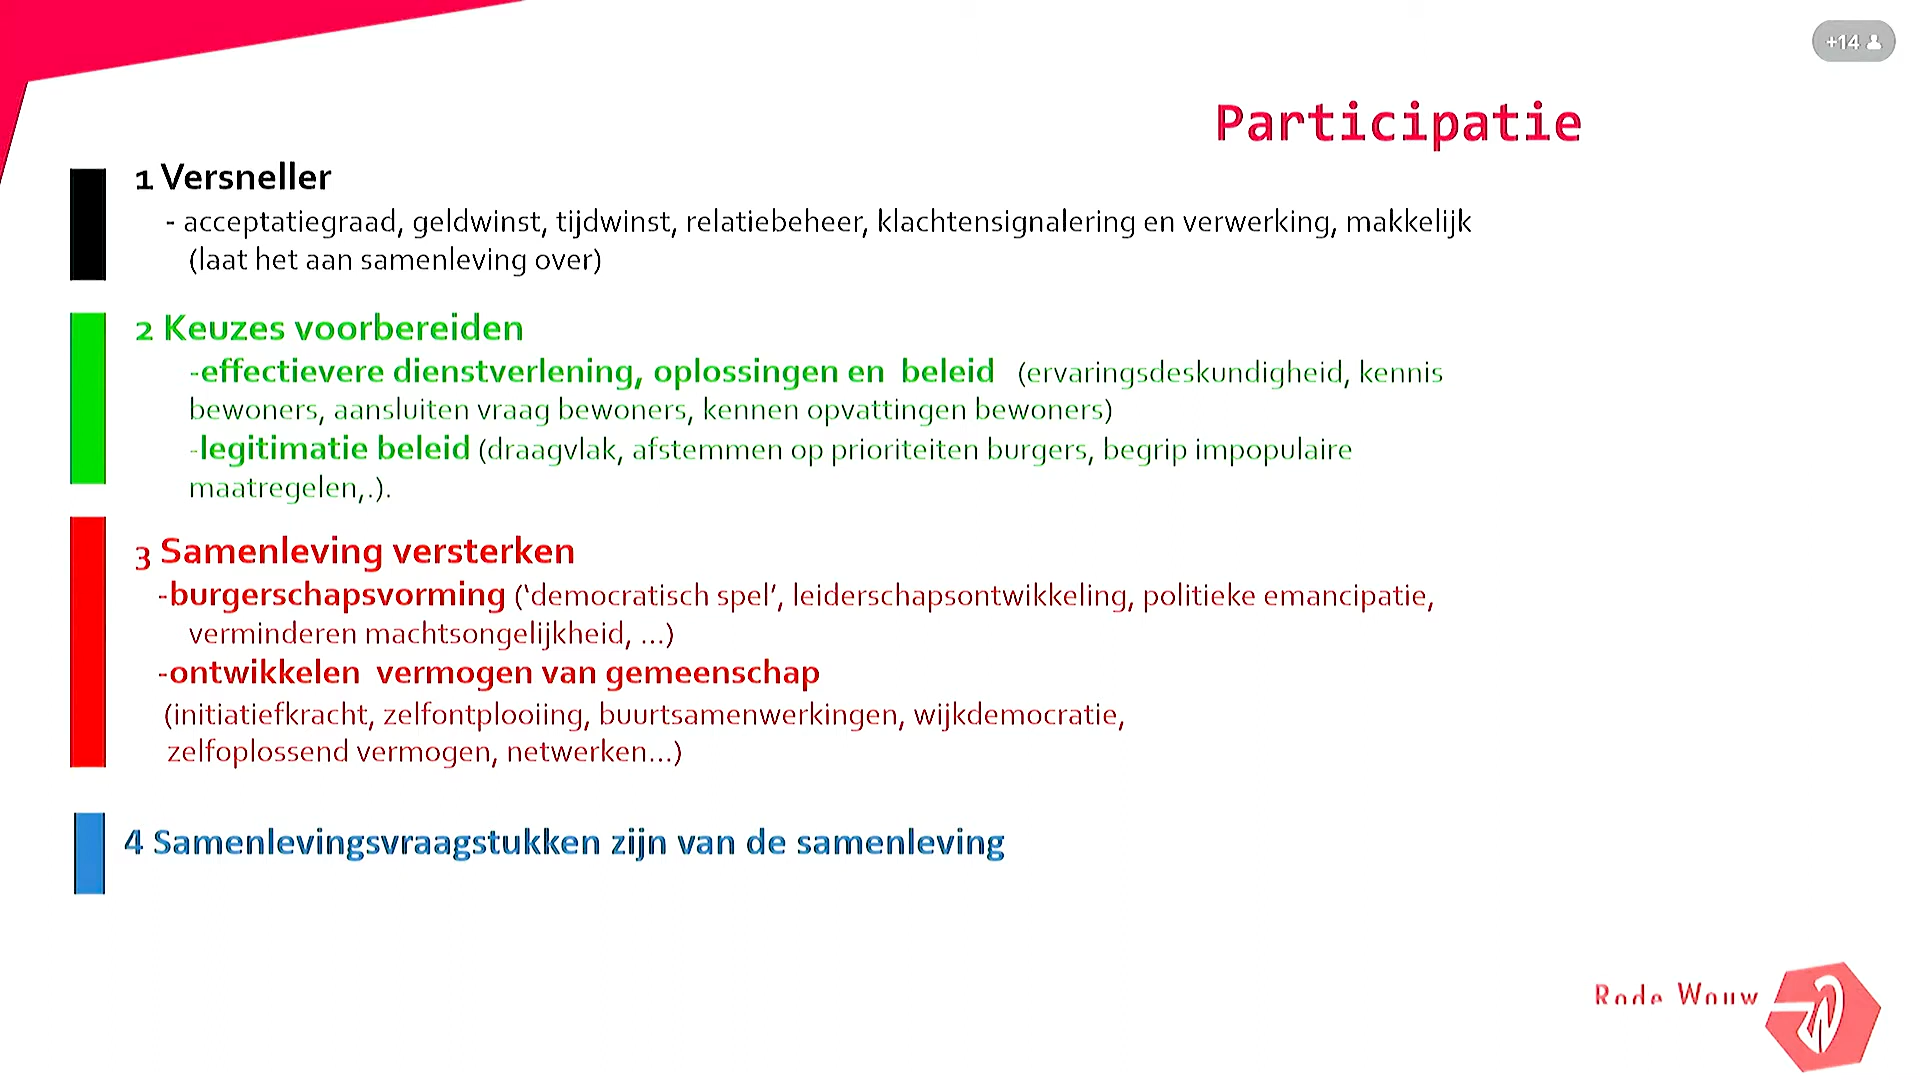 +14
Participatie
1 Versneller
- acceptatiegraad, geldwinst, tijdwinst, relatiebeheer, klachtensignalering en verwerking, makkelijk
(laat het aan samenleving over)
2 Keuzes voorbereiden
-effectievere dienstverlening, oplossingen en beleid (ervaringsdeskundigheid, kennis
bewoners, aansluiten vraag bewoners, kennen opvattingen bewoners)
-legitimatie beleid (draagvlak, afstemmen op prioriteiten burgers, begrip impopulaire
maatregelen,.).
3 Samenleving versterken
-burgerschapsvorming (‘democratisch spel’, leiderschapsontwikkeling, politieke emancipatie,
verminderen machtsongelijkheid, ...)
-ontwikkelen vermogen van gemeenschap
(initiatiefkracht, zelfontplooiing, buurtsamenwerkingen, wijkdemocratie,
zelfoplossend vermogen, netwerken...)
4 Samenlevingsvraagstukken zijn van de samenleving
Rode Wouw